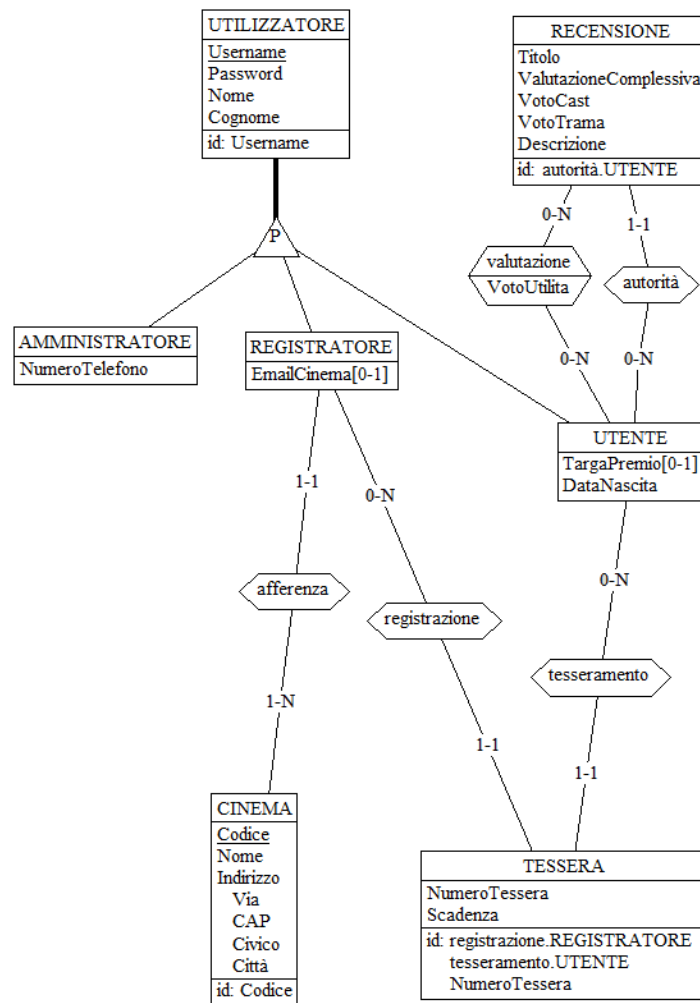 UTILIZZATORE
Username
Password
Nome
Cognome
id: Username
RECENSIONE
Titolo
ValutazioneComplessiva
VotoCast
VotoTrama
Descrizione
id: autorità.UTENTE
P
0-N
1-1
valutazione
VotoUtilita
autorità
AMMINISTRATORE
NumeroTelefono
REGISTRATORE
EmailCinema[0-1]
0-N
0-N
UTENTE
TargaPremio[0-1]
DataNascita
1-1
0-N
0-N
afferenza
registrazione
tesseramento
1-N
1-1
1-1
CINEMA
Codice
Nome
Indirizzo
Via
CAP
Civico
Città
id: Codice
TESSERA
NumeroTessera
Scadenza
id: registrazione.REGISTRATORE
tesseramento.UTENTE
NumeroTessera